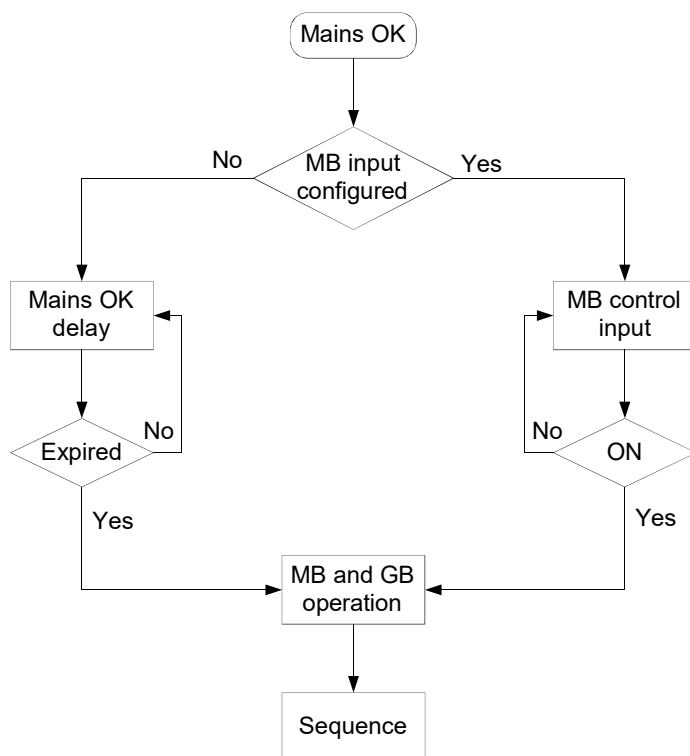 Mains OK
No
MB input
configured
Yes
Mains OK
delay
MB control
input
Expired
No
No
ON
Yes
Yes
MB and GB
operation
Sequence